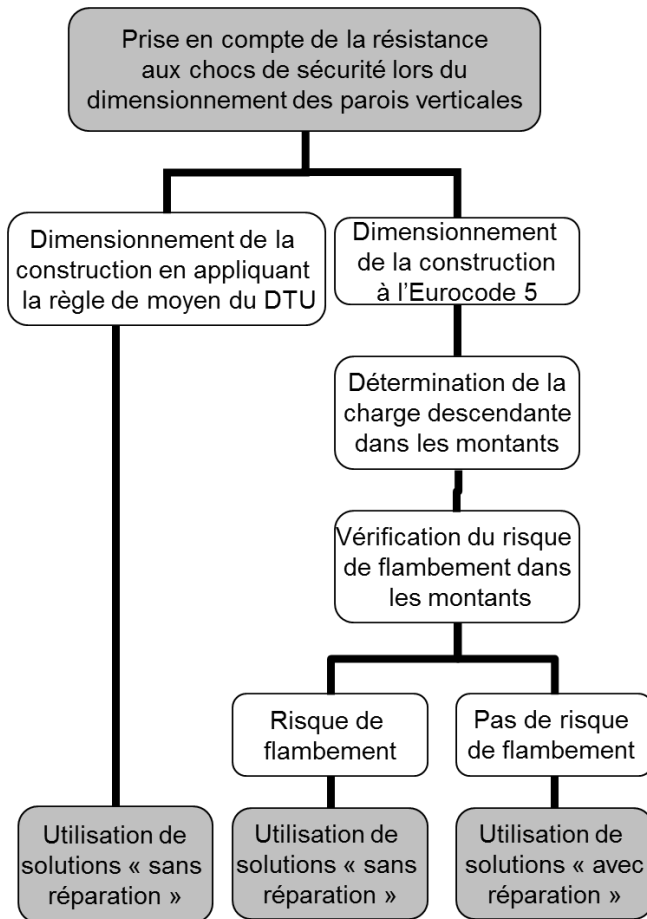 Prise en compte de la résistance
aux chocs de sécurité lors du
dimensionnement des parois verticales
Dimensionnement de la
construction en appliquant
la règle de moyen du DTU
Dimensionnement
de la construction
à l’Eurocode 5
Détermination de la
charge descendante
dans les montants
Vérification du risque
de flambement dans
les montants
Risque de
flambement
Pas de risque
de flambement
Utilisation de
solutions « sans
réparation »
Utilisation de
solutions « sans
réparation »
Utilisation de
solutions « avec
réparation »